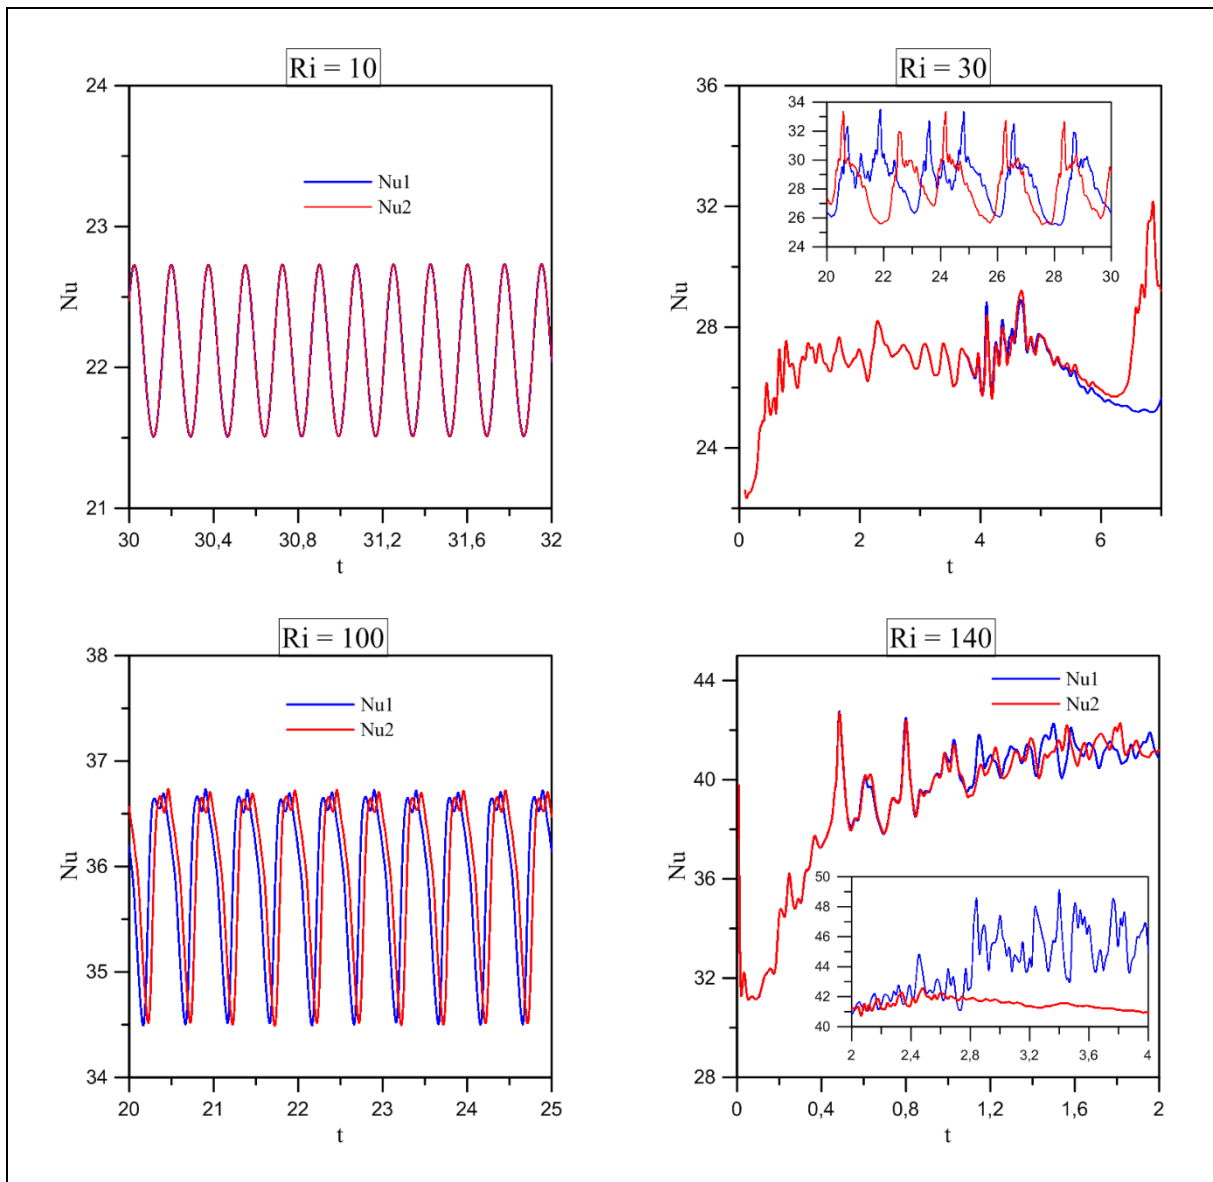 Ri = 10
24
23
22
21
Nu
Nu1
Nu2
30 30,4 30,8 31,2 31,6 32
t
Ri = 30
36
32
28
24
Nu
34
32
30
28
26
24
20 22 24 26 28 30
0 2 4 6
t
Ri = 100
38
37
36
35
34
Nu
Nu1
Nu2
20 21 22 23 24 25
t
Ri = 140
44
40
36
32
28
Nu
Nu1
Nu2
50
48
46
44
42
40
2 2,4 2,8 3,2 3,6 4
0 0,4 0,8 1,2 1,6 2
t